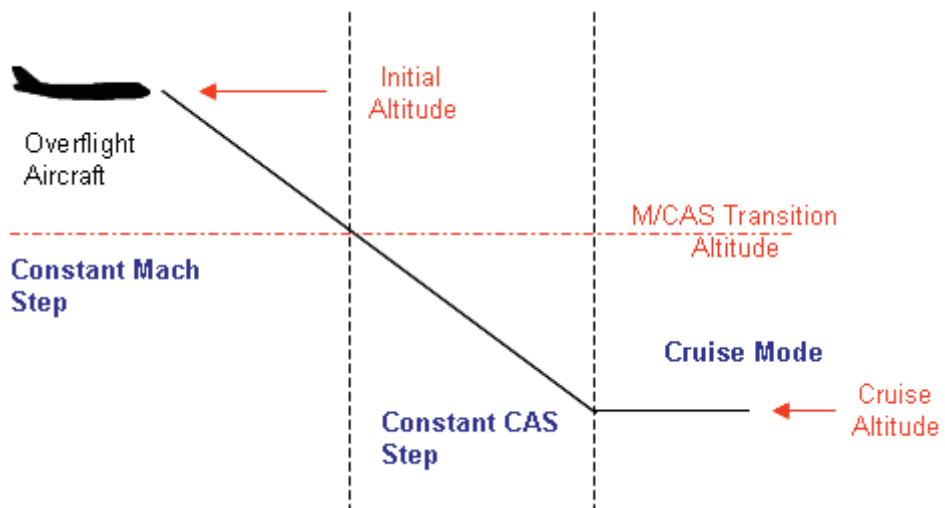 Initial
Altitude
Overflight
Aircraft
M/CAS Transition
Altitude
Constant Mach
Step
Cruise Mode
Cruise
Altitude
Constant CAS
Step